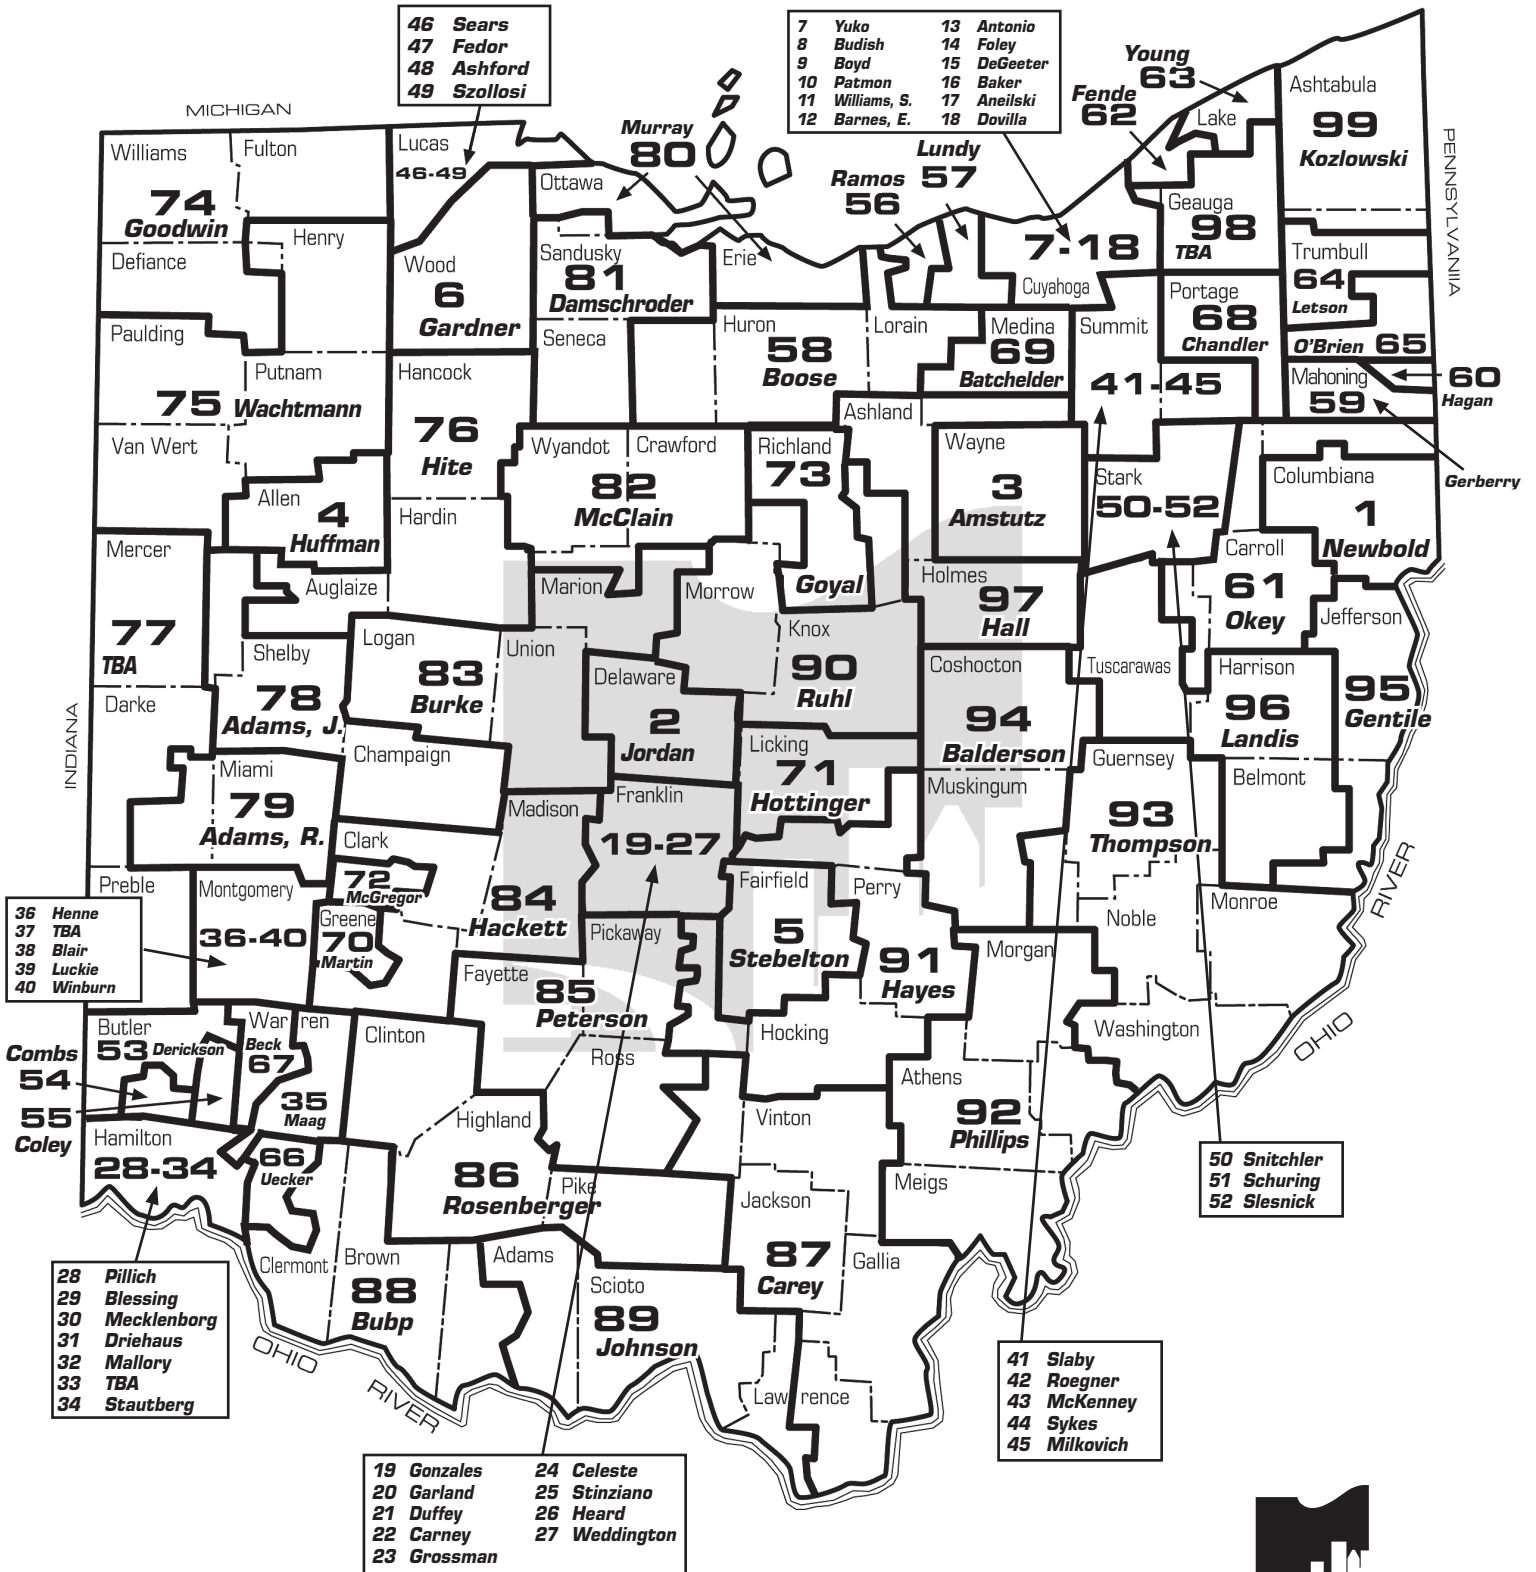 46 Sears
47 Fedor
48 Ashford
49 Szollosi
7 Yuko
8 Budish
9 Boyd
10 Patmon
11 Williams, S.
12 Barnes, E.
13 Antonio
14 Foley
15 DeGeeter
16 Baker
17 Aneilski
18 Dovilla
Young
63
Fende
62
Lake
Ashtabula
99
Kozlowski
MICHIGAN
PENNSYLVANIIA
Williams
Fulton
74
Goodwin
Lucas
46-49
Murray
80
Ottawa
Lundy
57
Ramos
56
7-18
Cuyahoga
Geauga
98
TBA
Trumbull
64
Letson
O'Brien 65
Defiance
Henry
Wood
6
Gardner
Sandusky
81
Damschroder
Erie
Paulding
Seneca
Huron
58
Boose
Lorain
Medina
69
Batchelder
Summit
Portage
68
Chandler
41-45
Mahoning
59
60
Hagan
Gerberry
Putnam
75 Wachtmann
Hancock
76
Hite
Ashland
Van Wert
Allen
4
Huffman
Hardin
Wyandot
Crawford
82
McClain
Richland
73
Goyal
Wayne
3
Amstutz
Stark
50-52
Columbiana
1
Newbold
Mercer
77
TBA
Auglaize
Marion
Morrow
Holmes
97
Hall
Carroll
61
Okey
Jefferson
Shelby
78
Adams, J.
Logan
83
Burke
Union
Delaware
2
Jordan
Knox
90
Ruhl
Coshocton
94
Balderson
Tuscarawas
Harrison
96
Landis
95
Gentile
INDIANA
Darke
Miami
79
Adams, R.
Champaign
Licking
71
Hottinger
Muskingum
Guernsey
93
Thompson
Belmont
Clark
72
McGregor
Madison
84
Hackett
Franklin
19-27
Preble
Montgomery
36-40
Greene
70
Martin
36 Henne
37 TBA
38 Blair
39 Luckie
40 Winburn
Pickaway
Fairfield
5
Stebelton
Perry
91
Hayes
Morgan
Noble
Monroe
RIVER
OHIO
Fayette
85
Peterson
Hocking
Washington
Butler
53 Derickson
Combs
54
55
Coley
Warren
Beck
67
35
Maag
Clinton
Ross
Athens
92
Phillips
Hamilton
28-34
66
Uecker
Highland
86
Rosenberger
Pike
Vinton
Jackson
Meigs
50 Snitchler
51 Schuring
52 Slesnick
Clermont
Brown
88
Bubp
Adams
Scioto
89
Johnson
87
Carey
Gallia
Lawrence
28 Pillich
29 Blessing
30 Mecklenborg
31 Driehaus
32 Mallory
33 TBA
34 Stautberg
OHIO
RIVER
41 Slaby
42 Roegner
43 McKenney
44 Sykes
45 Milkovich
19 Gonzales
20 Garland
21 Duffey
22 Carney
23 Grossman
24 Celeste
25 Stinziano
26 Heard
27 Weddington